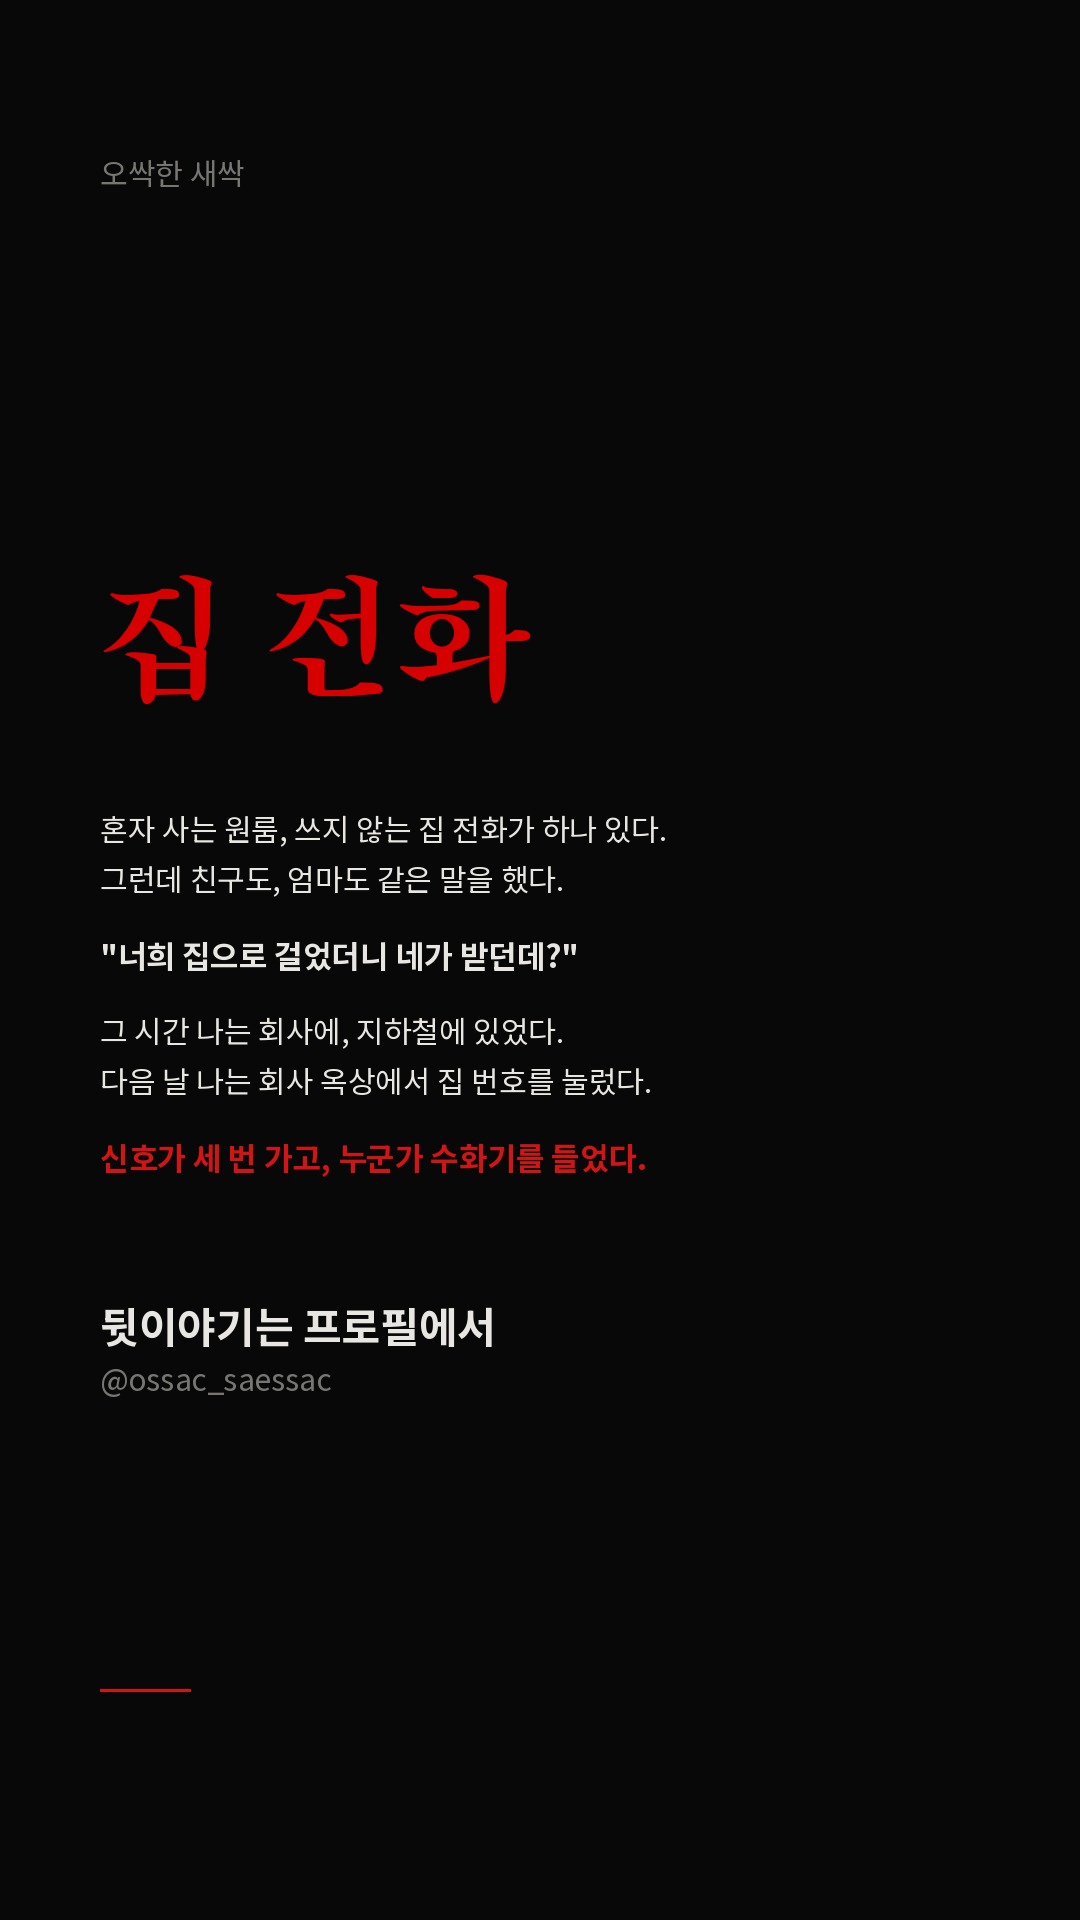 오싹한 새싹
집 전화
혼자 사는 원룸, 쓰지 않는 집 전화가 하나 있다.
그런데 친구도, 엄마도 같은 말을 했다.
"너희 집으로 걸었더니 네가 받던데?"
그 시간 나는 회사에, 지하철에 있었다.
다음 날 나는 회사 옥상에서 집 번호를 눌렀다.
신호가 세 번 가고, 누군가 수화기를 들었다.
뒷이야기는 프로필에서
@ossac_saessac